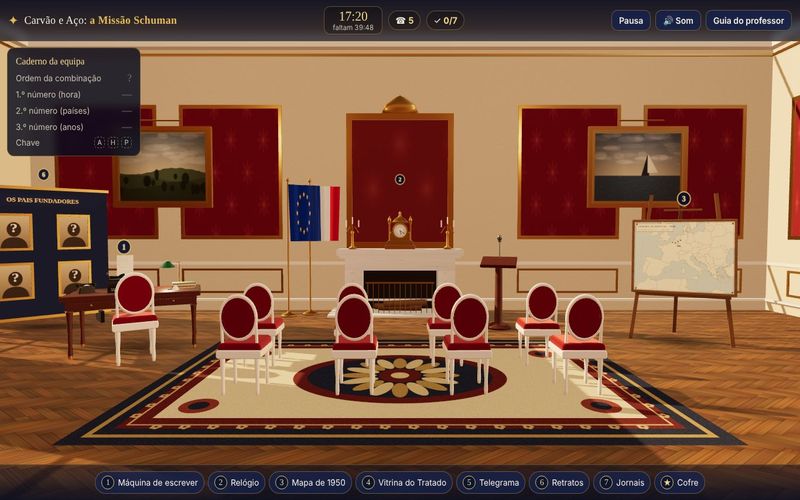 ✦ Carvão e Aço: a Missão Schuman
17:20
faltam 39:48
☎ 5
✓ 0/7
Pausa
🔊 Som
Guia do professor
Caderno da equipa
Ordem da combinação ?
1.º número (hora) —
2.º número (países) —
3.º número (anos) —
Chave A H P
6
OS PAIS FUNDADORES
? ?
? ?
1
2
3
1 Máquina de escrever
2 Relógio
3 Mapa de 1950
4 Vitrina do Tratado
5 Telegrama
6 Retratos
7 Jornais
★ Cofre